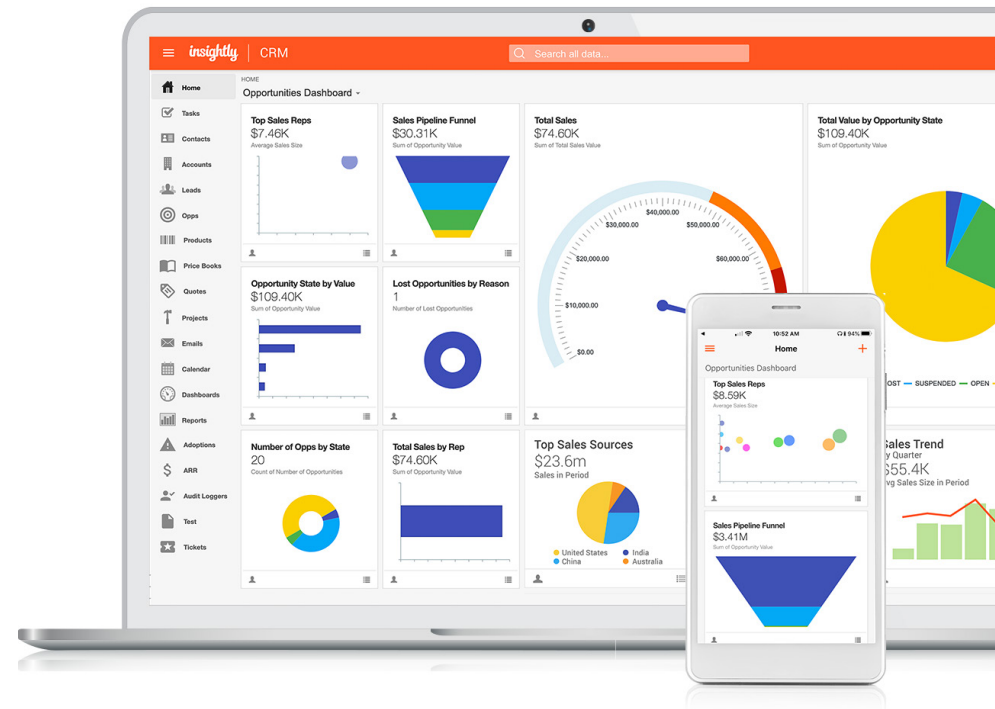 insightly CRM
Search all data...
Home
Tasks
Contacts
Accounts
Leads
Opps
Products
Price Books
Quotes
Projects
Emails
Calendar
Dashboards
Reports
Adoptions
ARR
Audit Loggers
Test
Tickets
HOME
Opportunities Dashboard
Top Sales Reps
$7.46K
Average Sales Size
Sales Pipeline Funnel
$30.31K
Sum of Opportunity Value
Total Sales
$74.60K
Sum of Total Sales Value
$0.00
$10,000.00
$20,000.00
$30,000.00
$40,000.00
$50,000.00
$60,000.00
Total Value by Opportunity State
$109.40K
Sum of Opportunity Value
OST SUSPENDED OPEN
Opportunity State by Value
$109.40K
Sum of Opportunity Value
Lost Opportunities by Reason
1
Number of Lost Opportunities
Number of Opps by State
20
Count of Number of Opportunities
Total Sales by Rep
$74.60K
Sum of Opportunity Value
Top Sales Sources
$23.6m
Sales in Period
United States India
China Australia
Sales Trend
y Quarter
$55.4K
vg Sales Size in Period
10:52 AM 94%
Home
Opportunities Dashboard
Top Sales Reps
$8.59K
Average Sales Size
Sales Pipeline Funnel
$3.41M
Sum of Opportunity Value